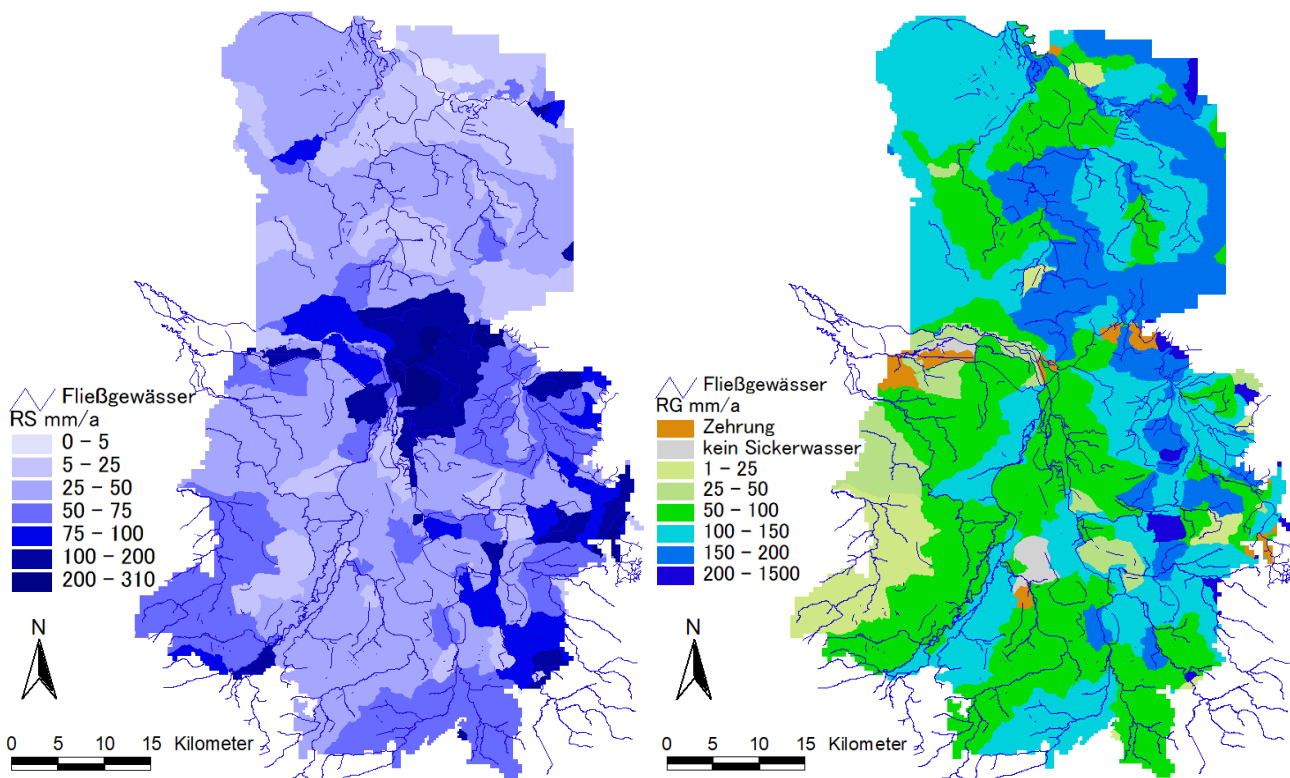 Fließgewässer
RS mm/a
0 – 5
5 – 25
25 – 50
50 – 75
75 – 100
100 – 200
200 – 310
N
0 5 10 15 Kilometer
Fließgewässer
RG mm/a
Zehrung
kein Sickerwasser
1 – 25
25 – 50
50 – 100
100 – 150
150 – 200
200 – 1500
N
0 5 10 15 Kilometer